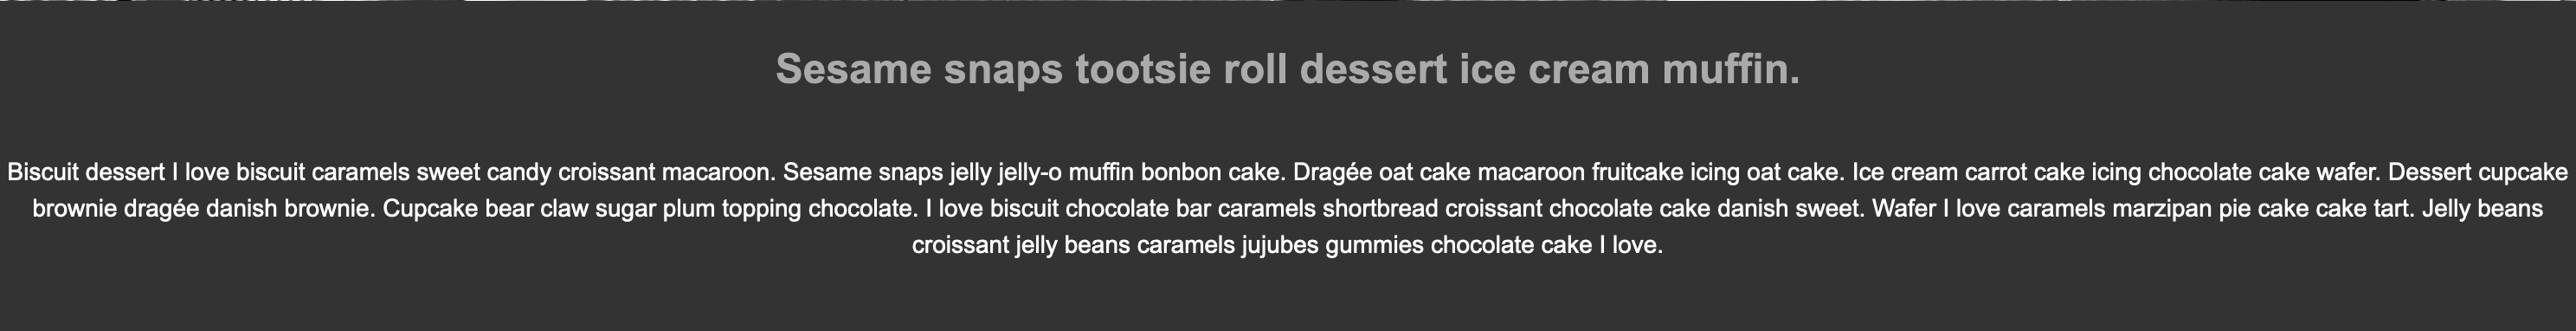 Sesame snaps tootsie roll dessert ice cream muffin.
Biscuit dessert I love biscuit caramels sweet candy croissant macaroon. Sesame snaps jelly jelly-o muffin bonbon cake. Dragée oat cake macaroon fruitcake icing oat cake. Ice cream carrot cake icing chocolate cake wafer. Dessert cupcake
brownie dragée danish brownie. Cupcake bear claw sugar plum topping chocolate. I love biscuit chocolate bar caramels shortbread croissant chocolate cake danish sweet. Wafer I love caramels marzipan pie cake cake tart. Jelly beans
croissant jelly beans caramels jujubes gummies chocolate cake I love.